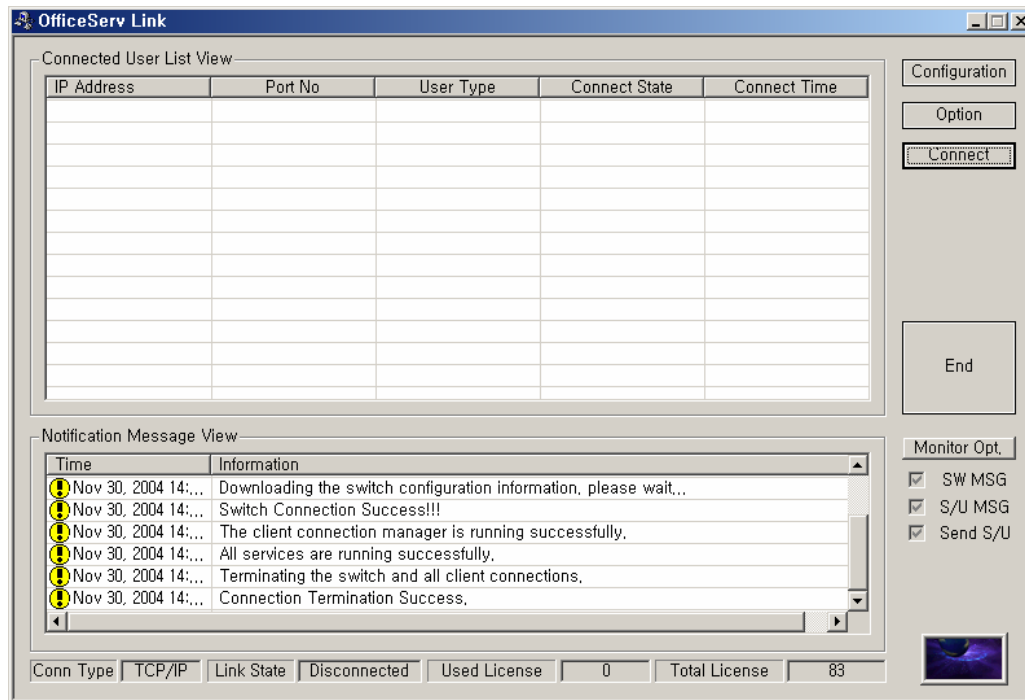 OfficeServ Link
Connected User List View
IP Address Port No User Type Connect State Connect Time
Configuration
Option
Connect
End
Notification Message View
Time Information
Nov 30, 2004 14:... Downloading the switch configuration information, please wait...
Nov 30, 2004 14:... Switch Connection Success!!!
Nov 30, 2004 14:... The client connection manager is running successfully.
Nov 30, 2004 14:... All services are running successfully.
Nov 30, 2004 14:... Terminating the switch and all client connections.
Nov 30, 2004 14:... Connection Termination Success.
Monitor Opt.
SW MSG
S/U MSG
Send S/U
Conn Type TCP/IP Link State Disconnected Used License 0 Total License 83